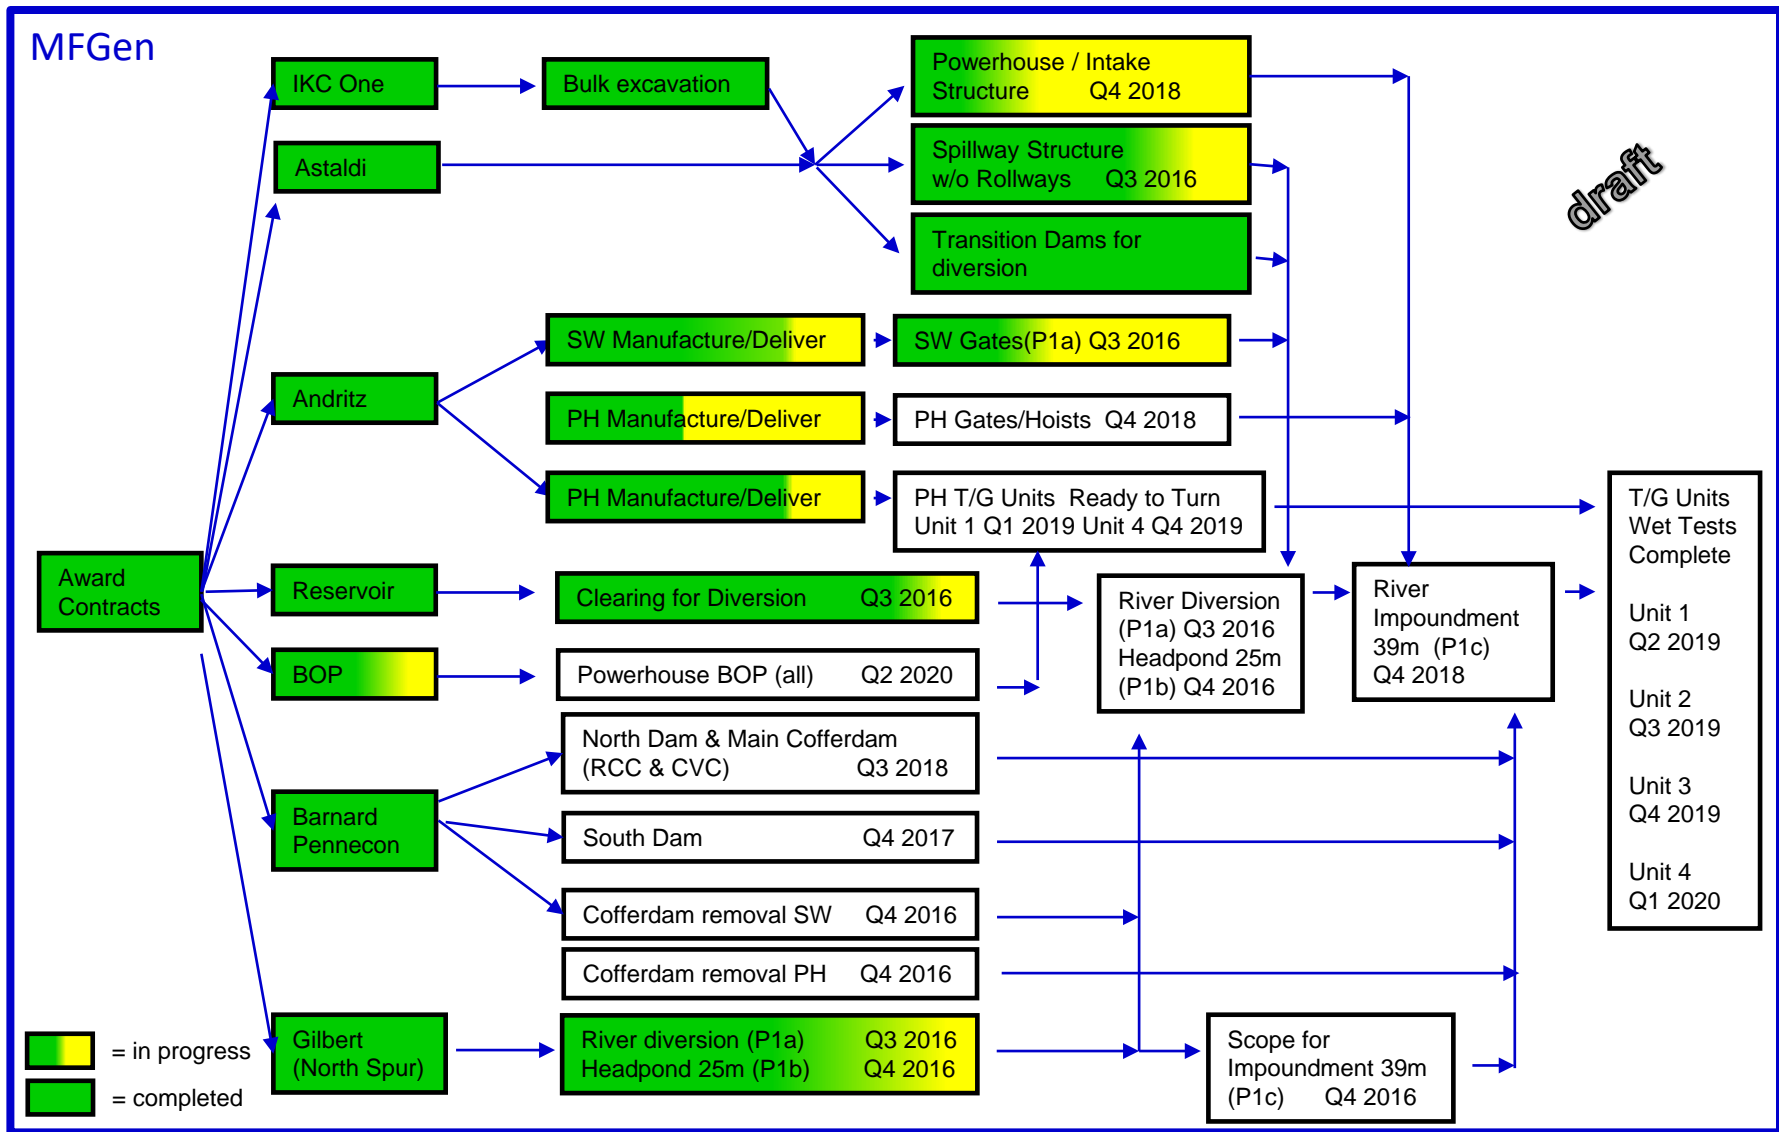 MFGen
IKC One
Bulk excavation
Powerhouse / Intake
Structure Q4 2018
Astaldi
Spillway Structure
w/o Rollways Q3 2016
draft
Transition Dams for
diversion
SW Manufacture/Deliver
SW Gates(P1a) Q3 2016
Andritz
PH Manufacture/Deliver
PH Gates/Hoists Q4 2018
PH Manufacture/Deliver
PH T/G Units Ready to Turn
Unit 1 Q1 2019 Unit 4 Q4 2019
T/G Units
Wet Tests
Complete
Unit 1
Q2 2019
Unit 2
Q3 2019
Unit 3
Q4 2019
Unit 4
Q1 2020
Award
Contracts
Reservoir
Clearing for Diversion Q3 2016
River Diversion
(P1a) Q3 2016
Headpond 25m
(P1b) Q4 2016
River
Impoundment
39m (P1c)
Q4 2018
BOP
Powerhouse BOP (all) Q2 2020
North Dam & Main Cofferdam
(RCC & CVC) Q3 2018
Barnard
Pennecon
South Dam Q4 2017
Cofferdam removal SW Q4 2016
Cofferdam removal PH Q4 2016
Gilbert
(North Spur)
River diversion (P1a) Q3 2016
Headpond 25m (P1b) Q4 2016
Scope for
Impoundment 39m
(P1c) Q4 2016
= in progress
= completed